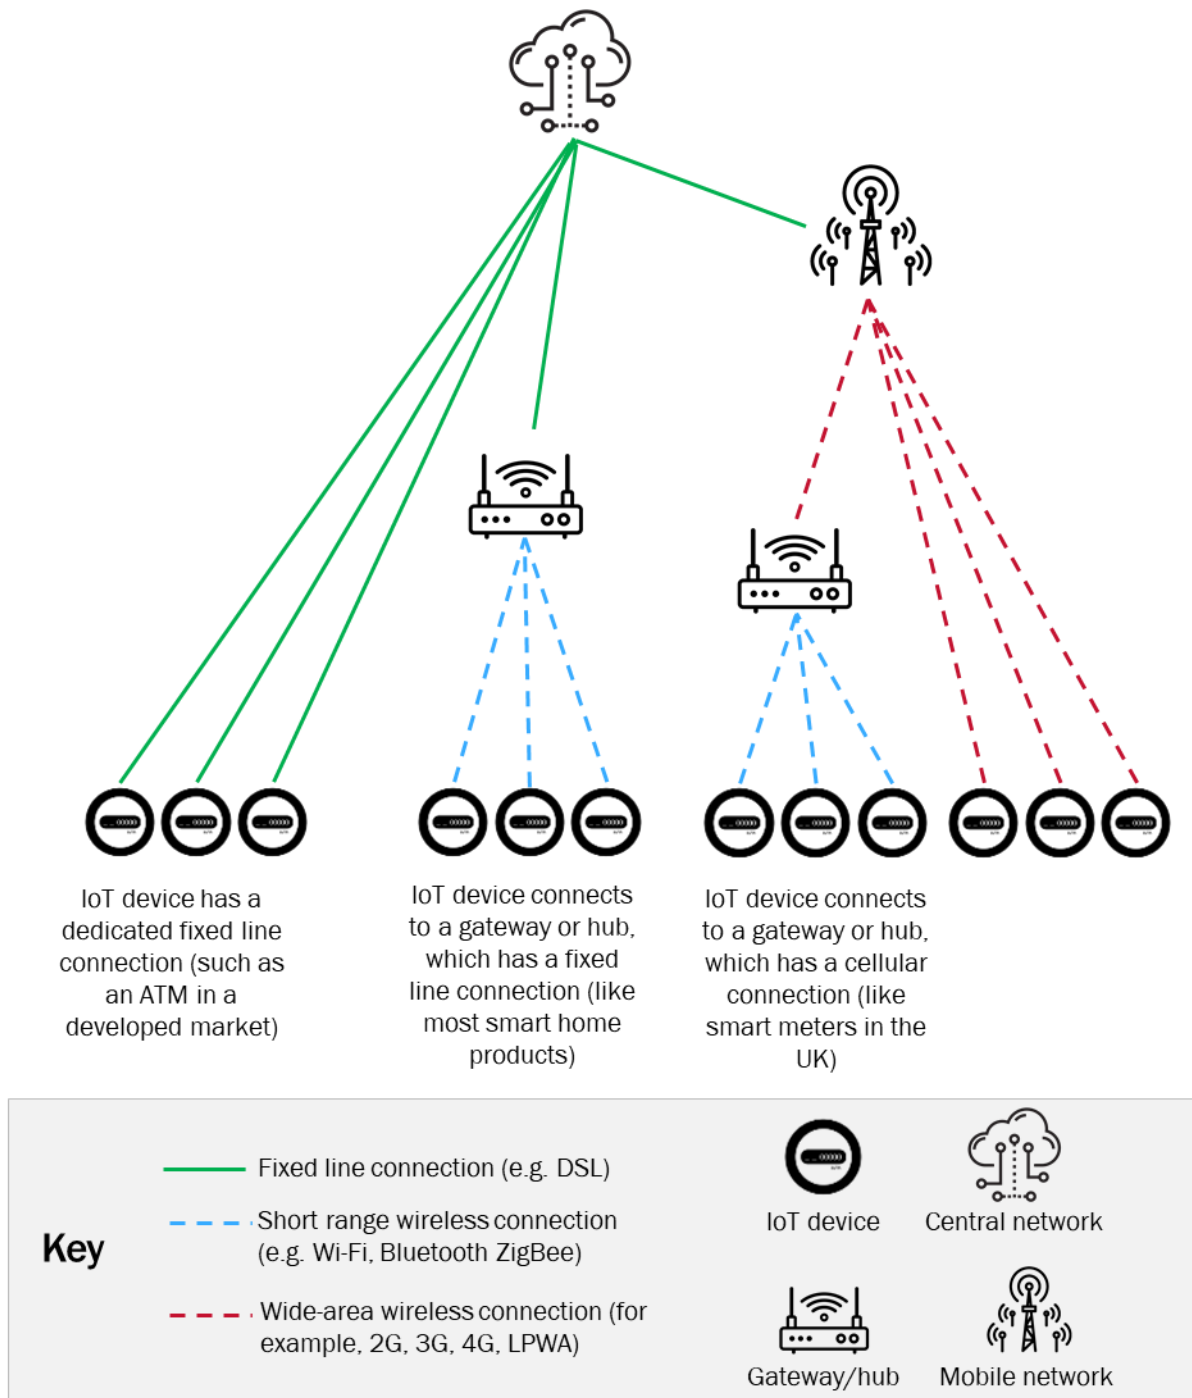 IoT device has a
dedicated fixed line
connection (such as
an ATM in a
developed market)
IoT device connects
to a gateway or hub,
which has a fixed
line connection (like
most smart home
products)
IoT device connects
to a gateway or hub,
which has a cellular
connection (like
smart meters in the
UK)
Key
Fixed line connection (e.g. DSL)
Short range wireless connection
(e.g. Wi-Fi, Bluetooth ZigBee)
Wide-area wireless connection (for
example, 2G, 3G, 4G, LPWA)
IoT device
Central network
Gateway/hub
Mobile network